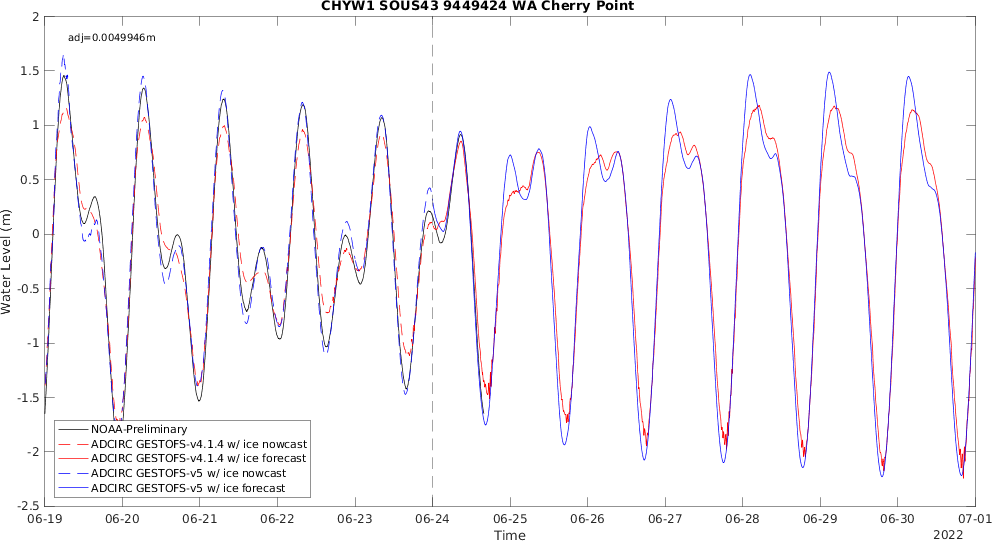 CHYW1 SOUS43 9449424 WA Cherry Point
adj=0.0049946m
Water Level (m)
2
1.5
1
0.5
0
-0.5
-1
-1.5
-2
-2.5
NOAA-Preliminary
ADCIRC GESTOFS-v4.1.4 w/ ice nowcast
ADCIRC GESTOFS-v4.1.4 w/ ice forecast
ADCIRC GESTOFS-v5 w/ ice nowcast
ADCIRC GESTOFS-v5 w/ ice forecast
06-19 06-20 06-21 06-22 06-23 06-24 06-25 06-26 06-27 06-28 06-29 06-30 07-01
Time
2022